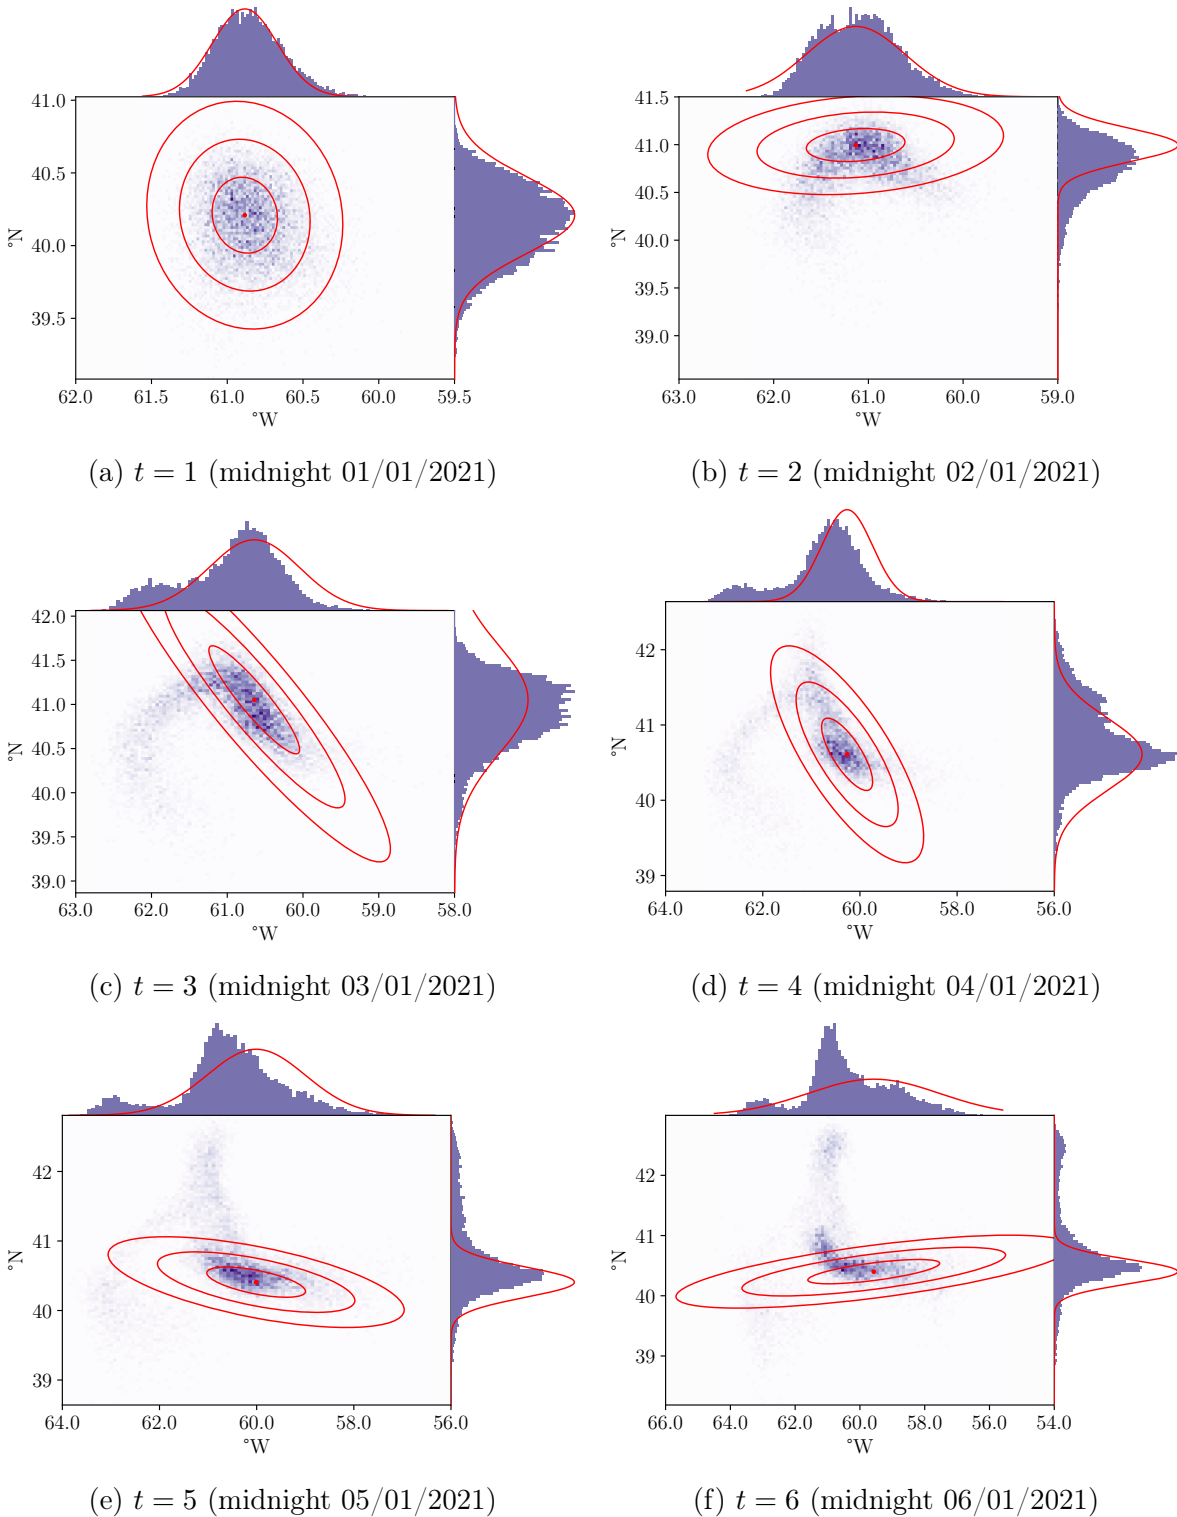 41.0
40.5
40.0
39.5
°N
62.0 61.5 61.0 60.5 60.0 59.5
°W
(a) t = 1 (midnight 01/01/2021)
41.5
41.0
40.5
40.0
39.5
39.0
°N
63.0 62.0 61.0 60.0 59.0
°W
(b) t = 2 (midnight 02/01/2021)
42.0
41.5
41.0
40.5
40.0
39.5
39.0
°N
63.0 62.0 61.0 60.0 59.0 58.0
°W
(c) t = 3 (midnight 03/01/2021)
42
41
40
39
°N
64.0 62.0 60.0 58.0 56.0
°W
(d) t = 4 (midnight 04/01/2021)
42
41
40
39
°N
64.0 62.0 60.0 58.0 56.0
°W
(e) t = 5 (midnight 05/01/2021)
42
41
40
39
°N
66.0 64.0 62.0 60.0 58.0 56.0 54.0
°W
(f) t = 6 (midnight 06/01/2021)